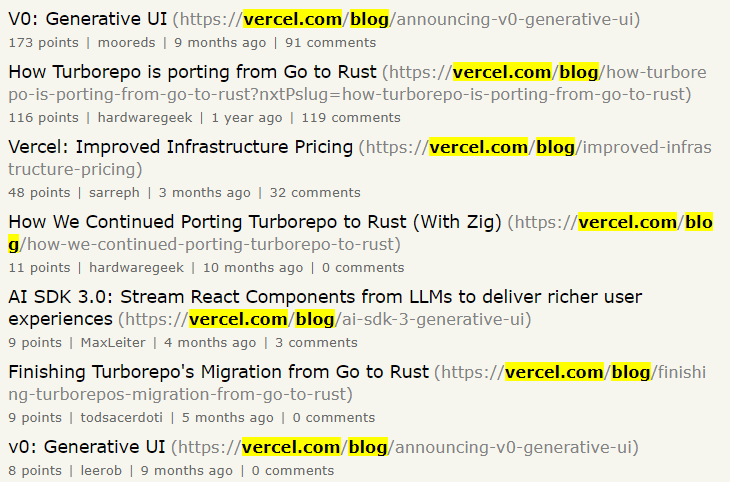 V0: Generative UI (https://vercel.com/blog/announcing-v0-generative-ui)
173 points | mooreds | 9 months ago | 91 comments
How Turborepo is porting from Go to Rust (https://vercel.com/blog/how-turbore
po-is-porting-from-go-to-rust?nxtPslug=how-turborepo-is-porting-from-go-to-rust)
116 points | hardwaregeek | 1 year ago | 119 comments
Vercel: Improved Infrastructure Pricing (https://vercel.com/blog/improved-infras
tructure-pricing)
48 points | sarreph | 3 months ago | 32 comments
How We Continued Porting Turborepo to Rust (With Zig) (https://vercel.com/blo
g/how-we-continued-porting-turborepo-to-rust)
11 points | hardwaregeek | 10 months ago | 0 comments
AI SDK 3.0: Stream React Components from LLMs to deliver richer user
experiences (https://vercel.com/blog/ai-sdk-3-generative-ui)
9 points | MaxLeiter | 4 months ago | 3 comments
Finishing Turborepo's Migration from Go to Rust (https://vercel.com/blog/finishi
ng-turborepos-migration-from-go-to-rust)
9 points | todsacerdoti | 5 months ago | 0 comments
v0: Generative UI (https://vercel.com/blog/announcing-v0-generative-ui)
8 points | leerob | 9 months ago | 0 comments